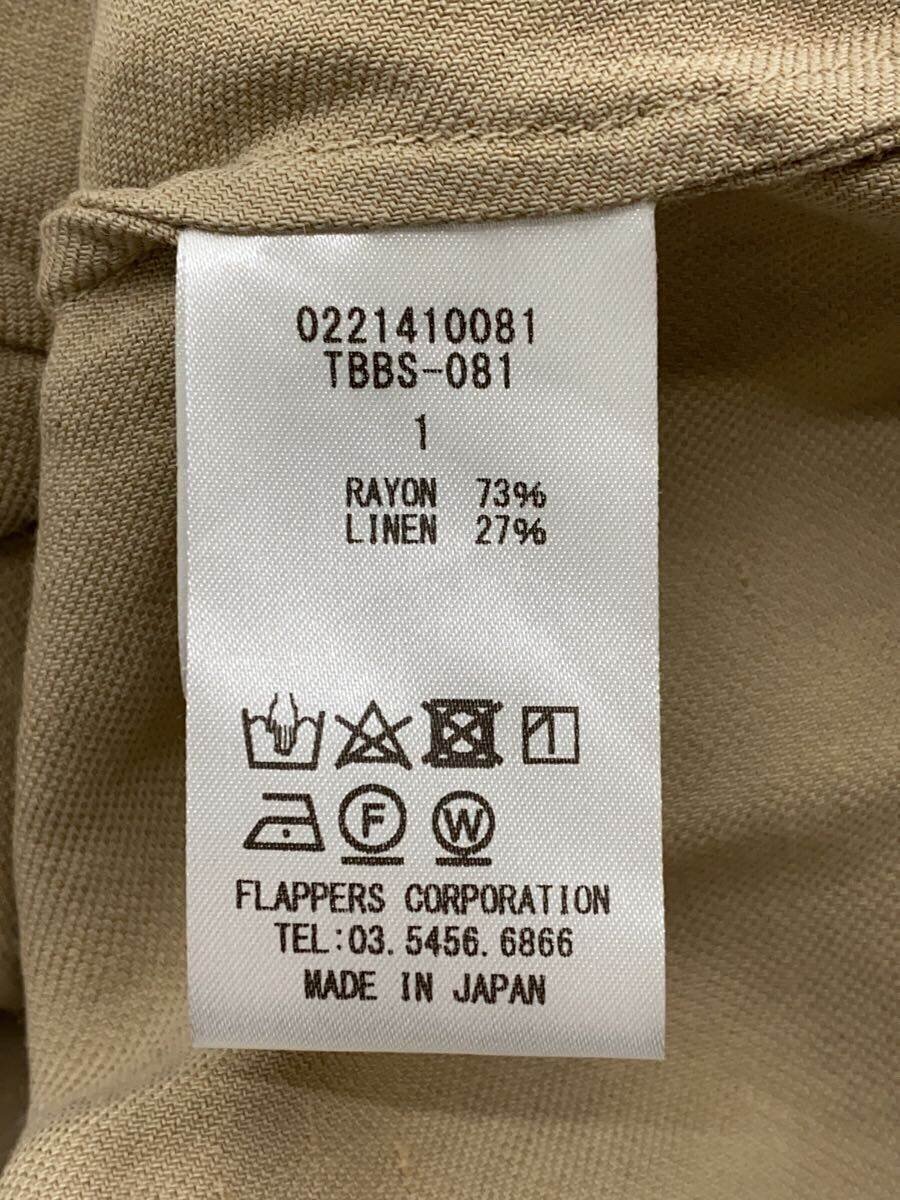 0221410081
TBBS-081
1
RAYON 73%
LINEN 27%
F W
FLAPPERS CORPORATION
TEL:03.5456.6866
MADE IN JAPAN